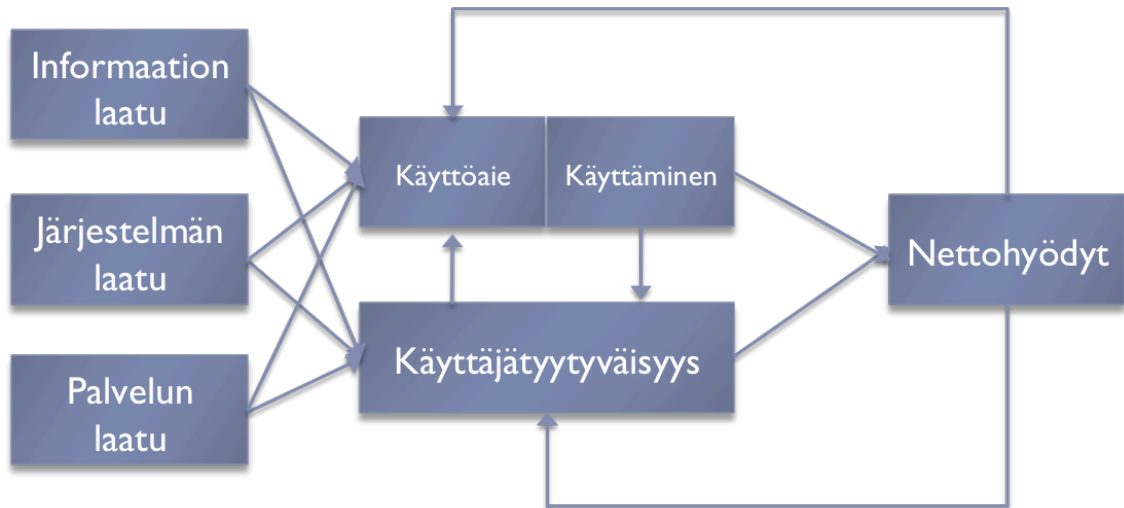 Informaation
laatu
Järjestelmän
laatu
Palvelun
laatu
Käyttöaie
Käyttäminen
Käyttäjätyytyväisyys
Nettohyödyt